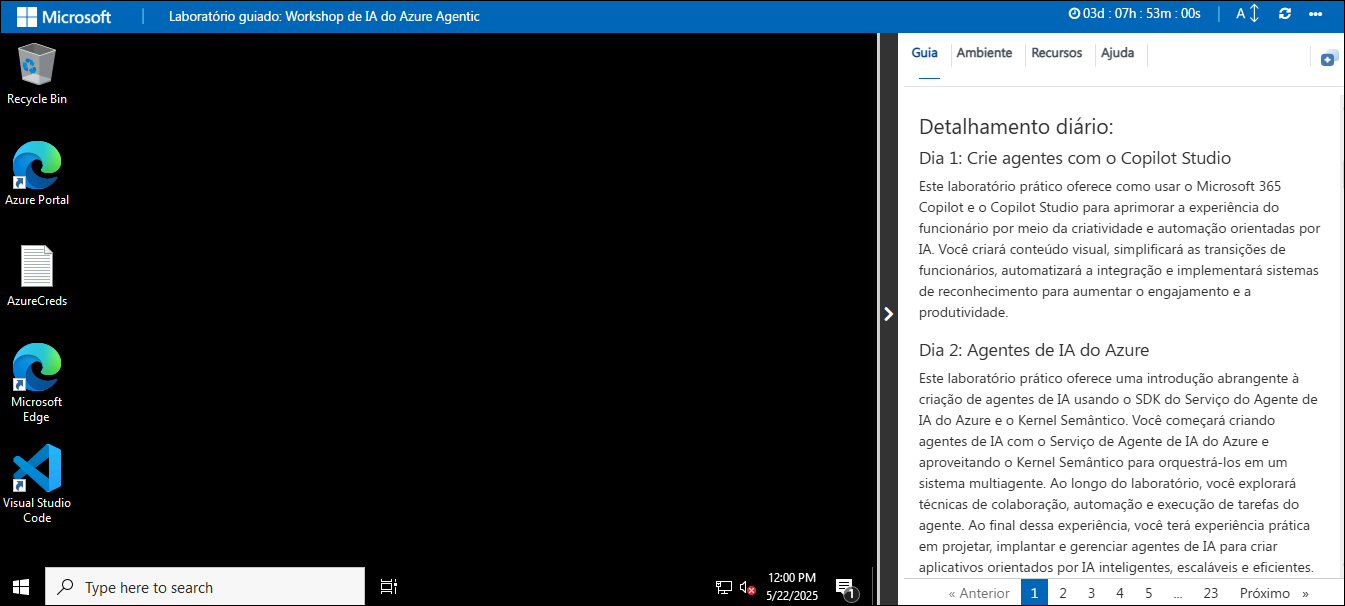 Microsoft
Laboratório guiado: Workshop de IA do Azure Agentic
03d : 07h : 53m : 00s
A
Recycle Bin
Azure Portal
AzureCreds
Microsoft
Edge
Visual Studio
Code
Type here to search
12:00 PM
5/22/2025
1
Guia
Ambiente
Recursos
Ajuda
Detalhamento diário:
Dia 1: Crie agentes com o Copilot Studio
Este laboratório prático oferece como usar o Microsoft 365
Copilot e o Copilot Studio para aprimorar a experiência do
funcionário por meio da criatividade e automação orientadas por
IA. Você criará conteúdo visual, simplificará as transições de
funcionários, automatizará a integração e implementará sistemas
de reconhecimento para aumentar o engajamento e a
produtividade.
Dia 2: Agentes de IA do Azure
Este laboratório prático oferece uma introdução abrangente à
criação de agentes de IA usando o SDK do Serviço do Agente de
IA do Azure e o Kernel Semântico. Você começará criando
agentes de IA com o Serviço de Agente de IA do Azure e
aproveitando o Kernel Semântico para orquestrá-los em um
sistema multiagente. Ao longo do laboratório, você explorará
técnicas de colaboração, automação e execução de tarefas do
agente. Ao final dessa experiência, você terá experiência prática
em projetar, implantar e gerenciar agentes de IA para criar
aplicativos orientados por IA inteligentes, escaláveis e eficientes.
« Anterior 1 2 3 4 5 ... 23 Próximo »